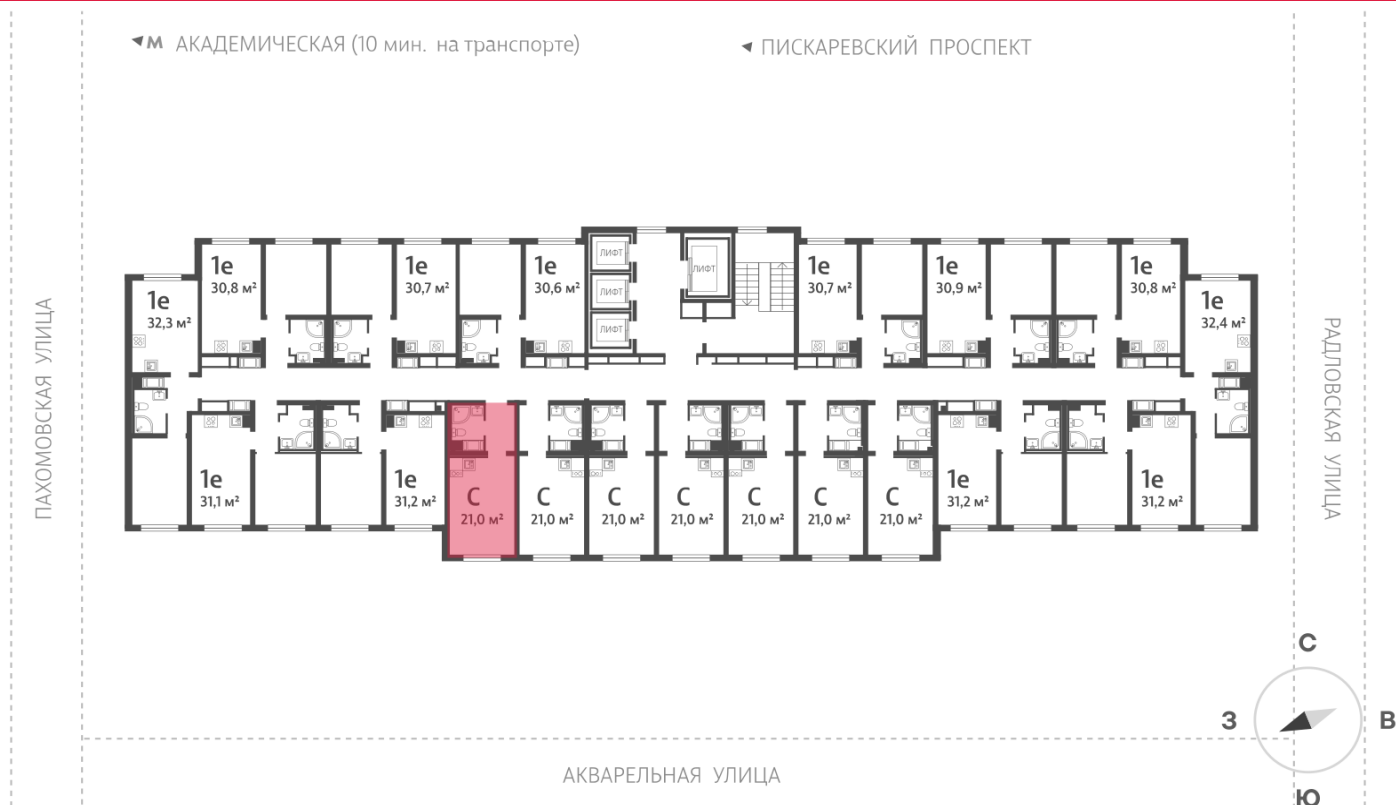 М АКАДЕМИЧЕСКАЯ (10 мин. на транспорте)
ПИСКАРЕВСКИЙ ПРОСПЕКТ
ПАХОМОВСКАЯ УЛИЦА
РАДЛОВСКАЯ УЛИЦА
1е
32,3 м²
1е
30,8 м²
1е
30,7 м²
1е
30,6 м²
ЛИФТ
ЛИФТ
ЛИФТ
ЛИФТ
1е
30,7 м²
1е
30,9 м²
1е
30,8 м²
1е
32,4 м²
1е
31,1 м²
1е
31,2 м²
С
21,0 м²
С
21,0 м²
С
21,0 м²
С
21,0 м²
С
21,0 м²
С
21,0 м²
С
21,0 м²
1е
31,2 м²
1е
31,2 м²
С
З
В
Ю
АКВАРЕЛЬНАЯ УЛИЦА